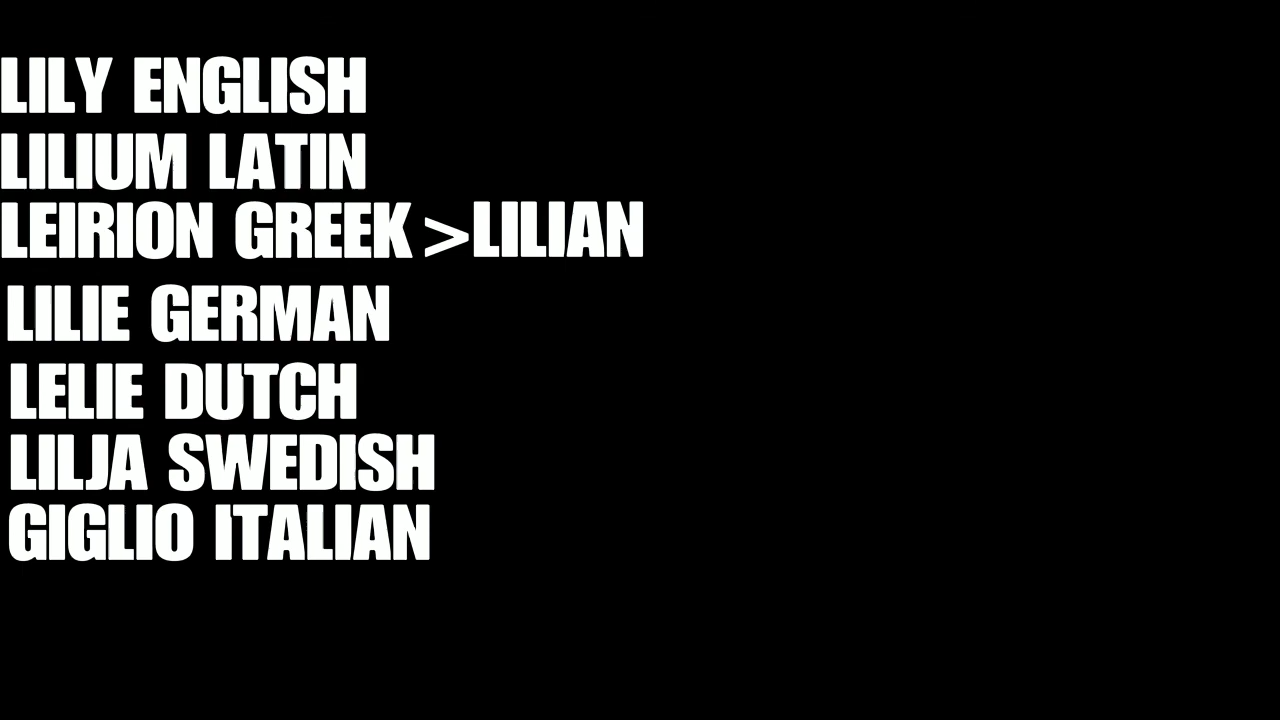 LILY ENGLISH
LILIUM LATIN
LEIRION GREEK >LILIAN
LILIE GERMAN
LELIE DUTCH
LILJA SWEDISH
GIGLIO ITALIAN